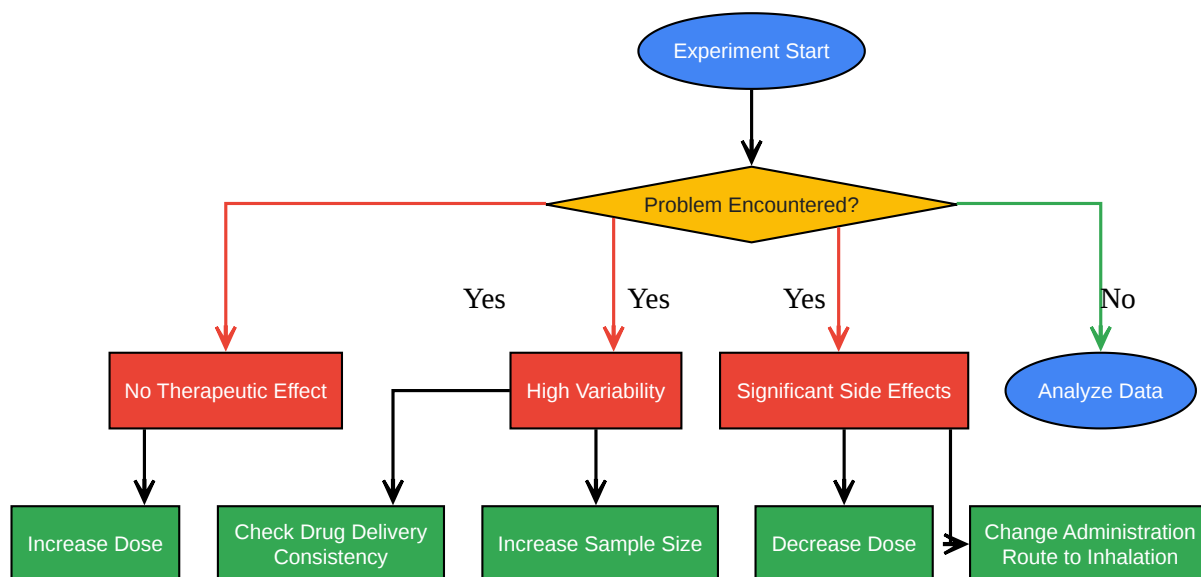 Experiment Start
Problem Encountered?
Yes
Yes
Yes
No
No Therapeutic Effect
High Variability
Significant Side Effects
Analyze Data
Increase Dose
Check Drug Delivery
Consistency
Increase Sample Size
Decrease Dose
Change Administration
Route to Inhalation